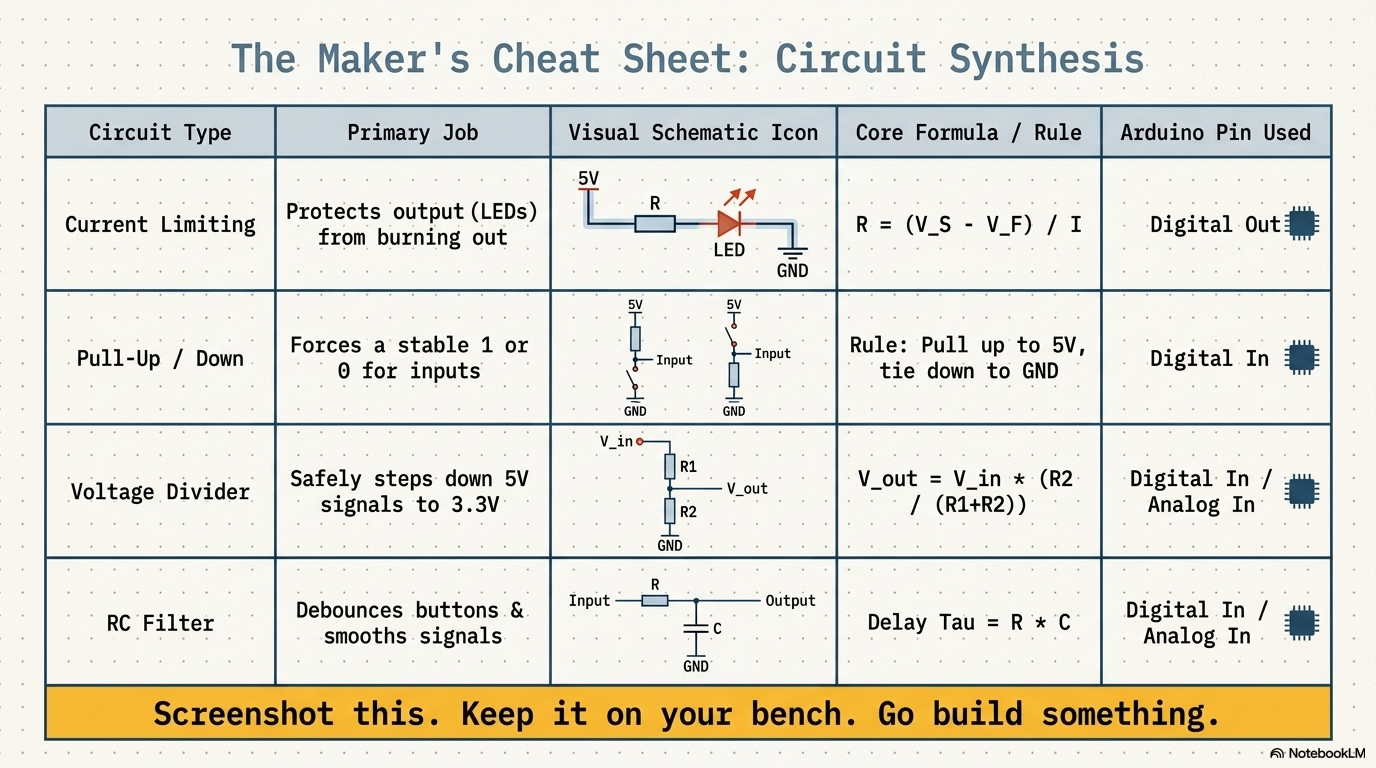 The Maker's Cheat Sheet: Circuit Synthesis
Circuit Type
Primary Job
Visual Schematic Icon
Core Formula / Rule
Arduino Pin Used
Current Limiting
Protects output (LEDs)
from burning out
5V
R
LED
GND
R = (V_S - V_F) / I
Digital Out
Pull-Up / Down
Forces a stable 1 or
0 for inputs
5V
Input
GND
5V
Input
GND
Rule: Pull up to 5V,
tie down to GND
Digital In
Voltage Divider
Safely steps down 5V
signals to 3.3V
V_in
R1
V_out
R2
GND
V_out = V_in * (R2
/ (R1+R2))
Digital In /
Analog In
RC Filter
Debounces buttons &
smooths signals
R
Input
Output
C
GND
Delay Tau = R * C
Digital In /
Analog In
Screenshot this. Keep it on your bench. Go build something.
NotebookLM